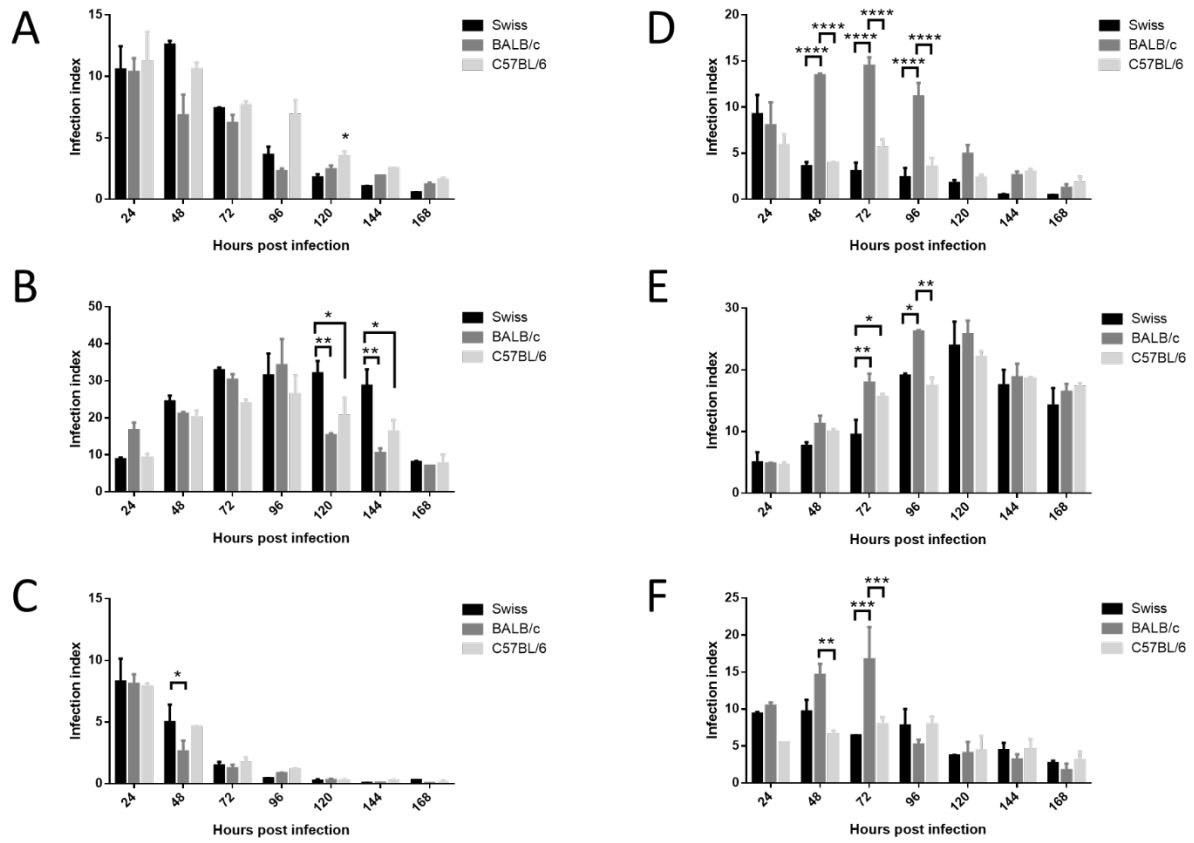 A
Infection index
15
10
5
0
*
24 48 72 96 120 144 168
Hours post infection
Swiss
BALB/c
C57BL/6
B
Infection index
50
40
30
20
10
0
* *
** **
24 48 72 96 120 144 168
Hours post infection
Swiss
BALB/c
C57BL/6
C
Infection index
15
10
5
0
*
24 48 72 96 120 144 168
Hours post infection
Swiss
BALB/c
C57BL/6
D
Infection index
20
15
10
5
0
**** **** ****
**** **** ****
24 48 72 96 120 144 168
Hours post infection
Swiss
BALB/c
C57BL/6
E
Infection index
30
20
10
0
* * **
**
24 48 72 96 120 144 168
Hours post infection
Swiss
BALB/c
C57BL/6
F
Infection index
25
20
15
10
5
0
***
** ***
24 48 72 96 120 144 168
Hours post infection
Swiss
BALB/c
C57BL/6